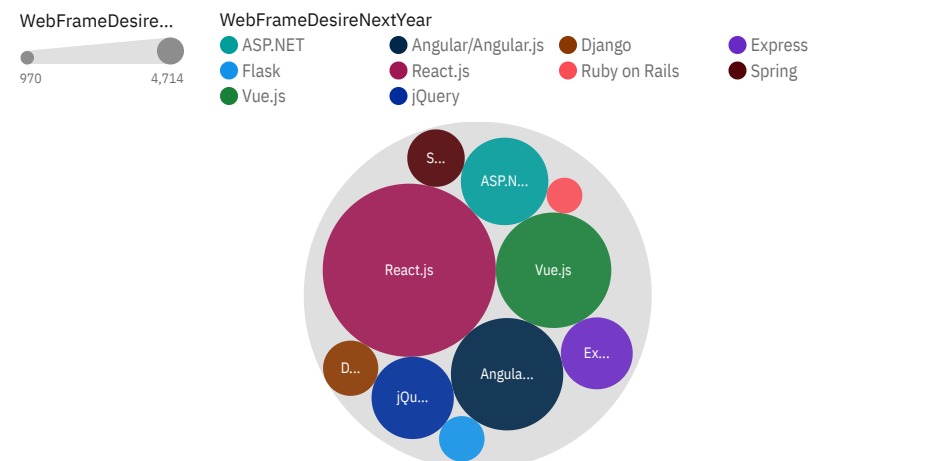 WebFrameDesire...
970
4,714
WebFrameDesireNextYear
ASP.NET
Angular/Angular.js
Django
Express
Flask
React.js
Ruby on Rails
Spring
Vue.js
jQuery
S...
ASP.N...
React.js
Vue.js
Ex...
D...
Angula...
jQu...